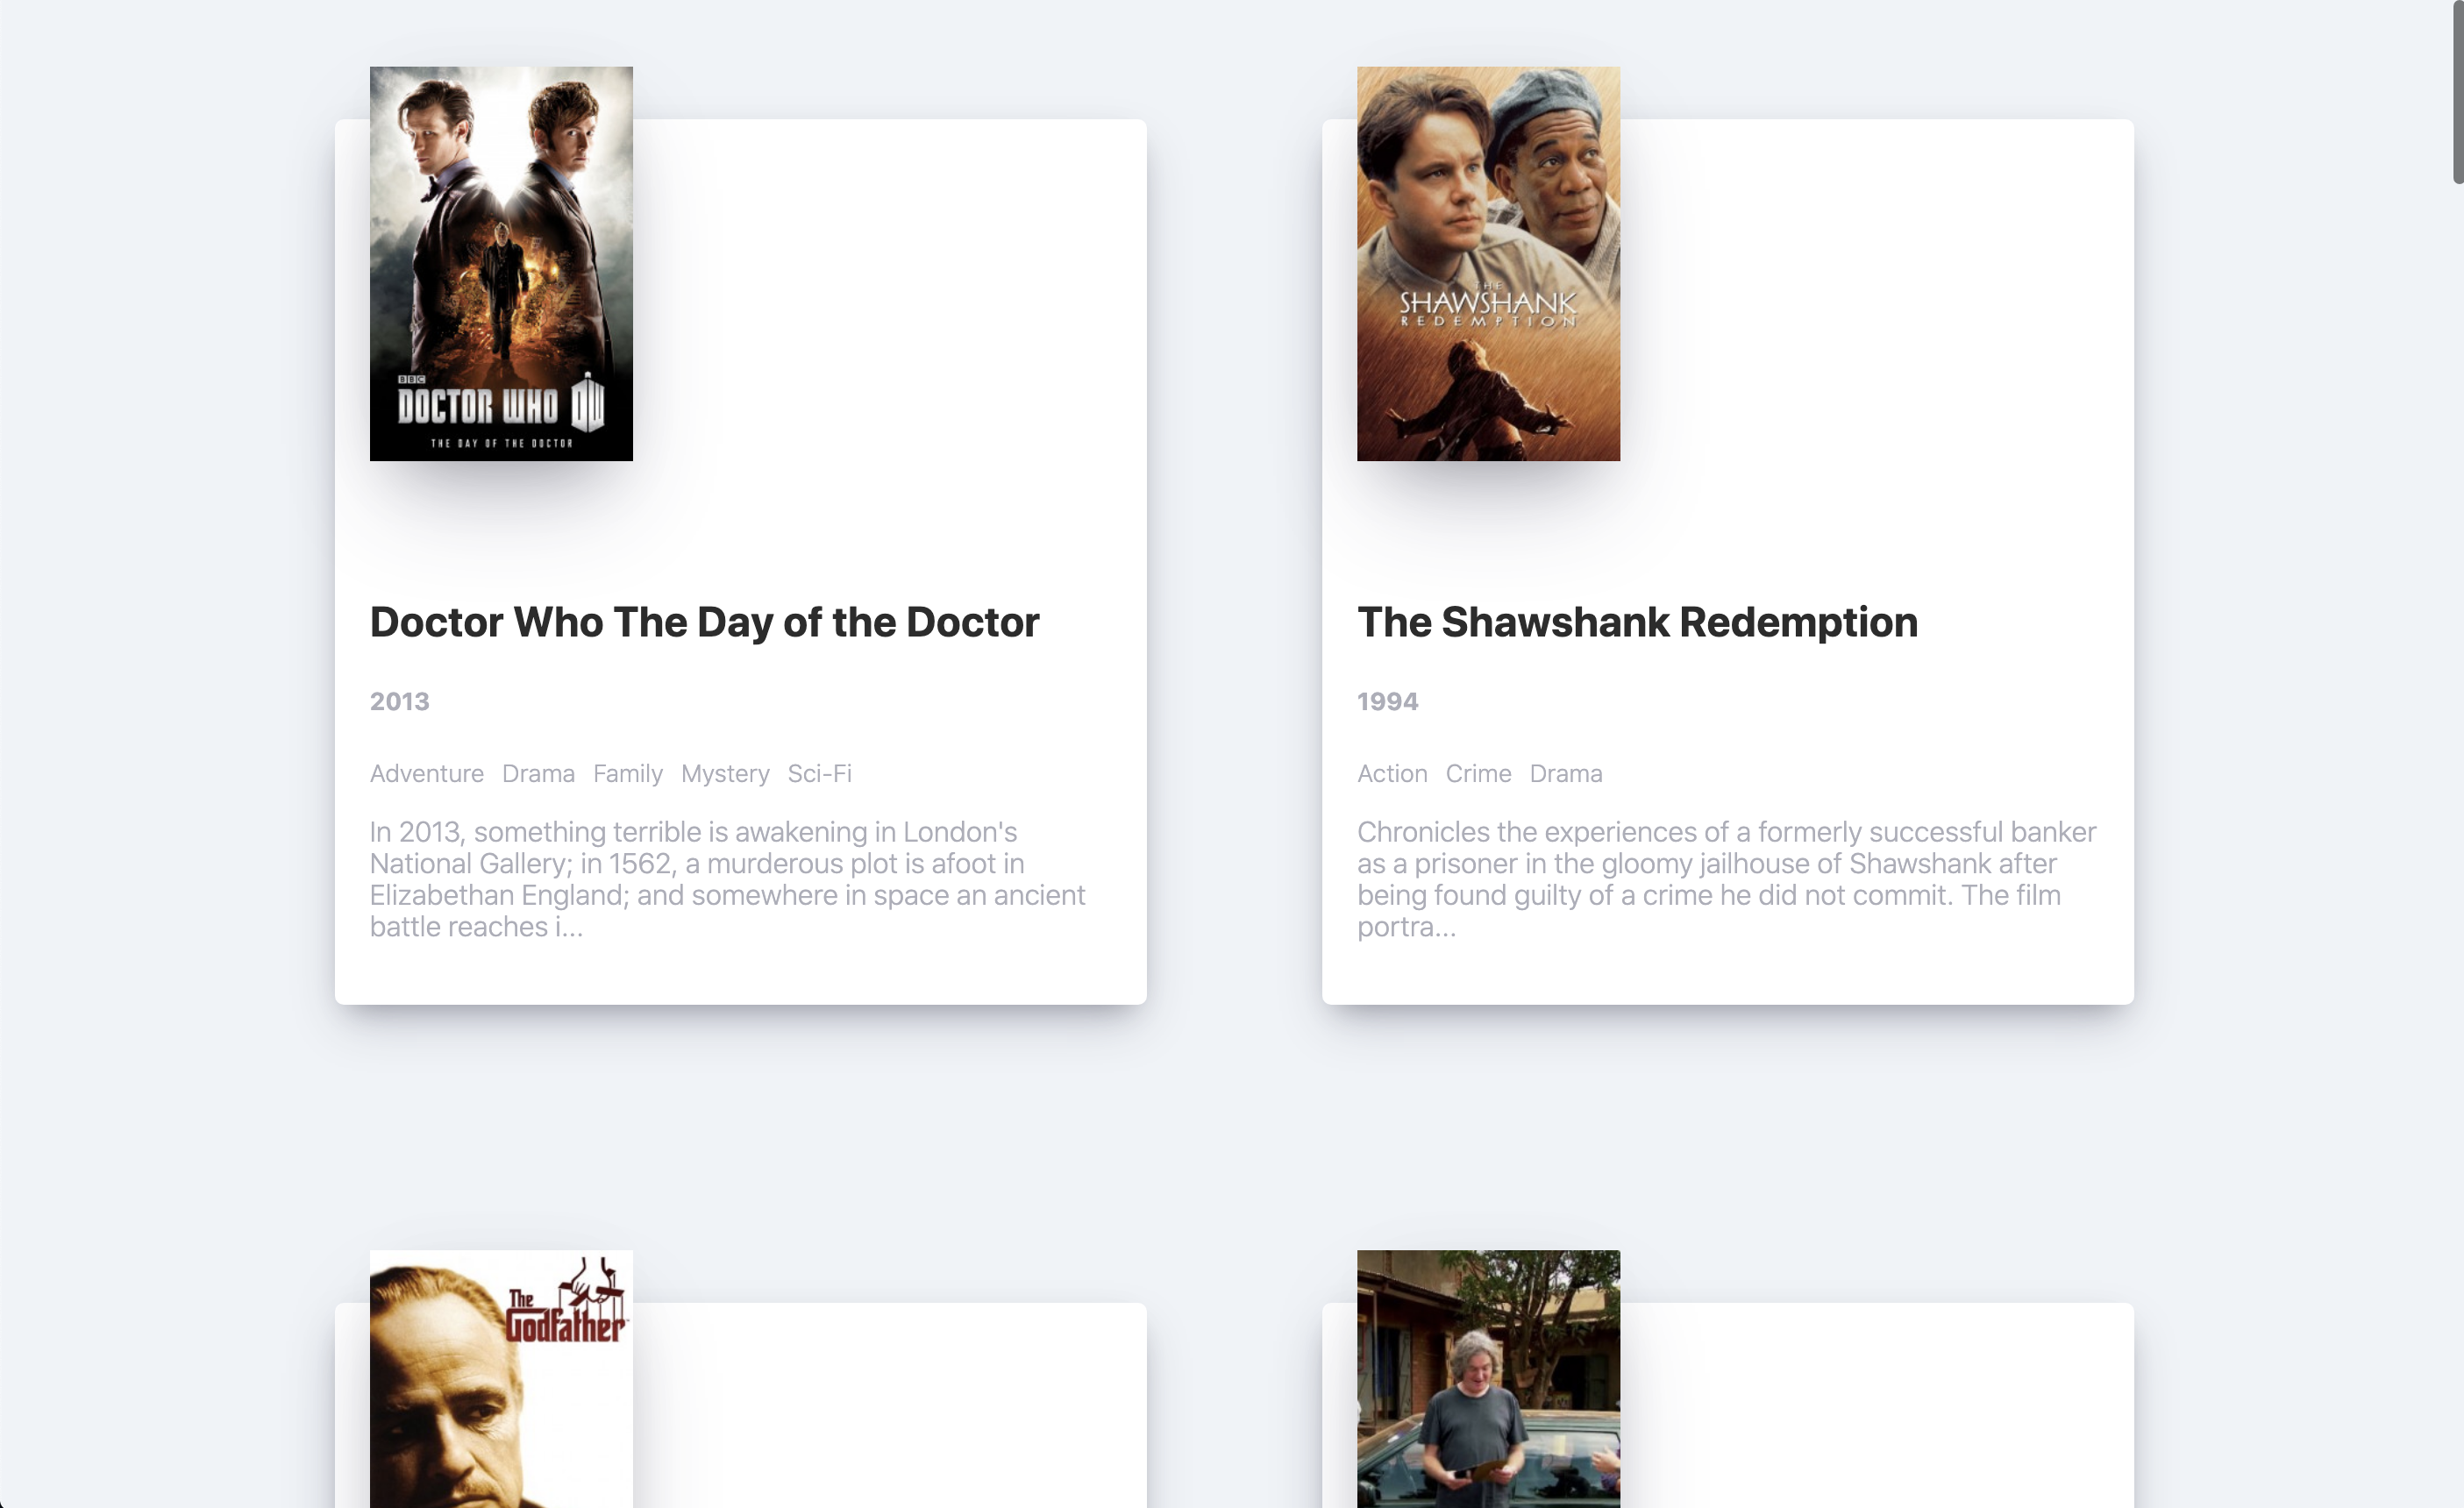 BBC
DOCTOR WHO DW
THE DAY OF THE DOCTOR
Doctor Who The Day of the Doctor
2013
Adventure Drama Family Mystery Sci-Fi
In 2013, something terrible is awakening in London's
National Gallery; in 1562, a murderous plot is afoot in
Elizabethan England; and somewhere in space an ancient
battle reaches i...
THE
SHAWSHANK
REDEMPTION
The Shawshank Redemption
1994
Action Crime Drama
Chronicles the experiences of a formerly successful banker
as a prisoner in the gloomy jailhouse of Shawshank after
being found guilty of a crime he did not commit. The film
portra...
The
Godfather